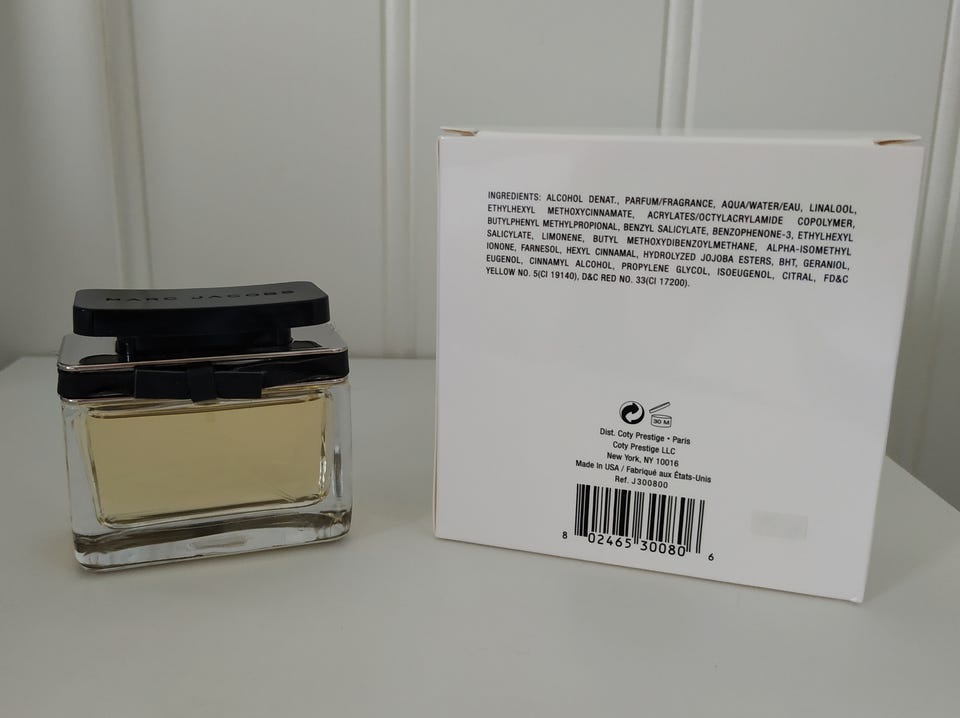 MARC JACOBS
INGREDIENTS: ALCOHOL DENAT., PARFUM/FRAGRANCE, AQUA/WATER/EAU, LINALOOL,
ETHYLHEXYL METHOXYCINNAMATE, ACRYLATES/OCTYLACRYLAMIDE COPOLYMER,
BUTYLPHENYL METHYLPROPIONAL, BENZYL SALICYLATE, BENZOPHENONE-3, ETHYLHEXYL
SALICYLATE, LIMONENE, BUTYL METHOXYDIBENZOYLMETHANE, ALPHA-ISOMETHYL
IONONE, FARNESOL, HEXYL CINNAMAL, HYDROLYZED JOJOBA ESTERS, BHT, GERANIOL,
EUGENOL, CINNAMYL ALCOHOL, PROPYLENE GLYCOL, ISOEUGENOL, CITRAL, FD&C
YELLOW NO. 5(CI 19140), D&C RED NO. 33(CI 17200).
30 M
Dist. Coty Prestige • Paris
Coty Prestige LLC
New York, NY 10016
Made In USA / Fabriqué aux États-Unis
Ref. J300800
8 02465 30080 6